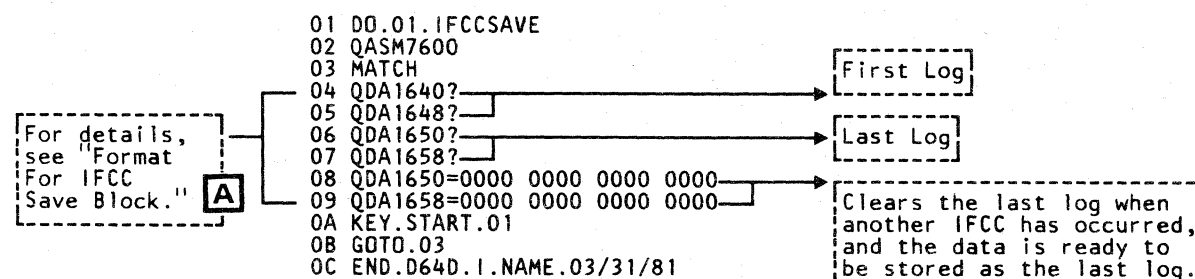 01 DO.01.IFCCSAVE
02 QASM7600
03 MATCH
04 QDA1640?
05 QDA1648?
06 QDA1650?
07 QDA1658?
08 QDA1650=0000 0000 0000 0000
09 QDA1658=0000 0000 0000 0000
0A KEY.START.01
0B GOTO.03
0C END.D64D.I.NAME.03/31/81
For details,
see "Format
For IFCC
Save Block." A
First Log
Last Log
Clears the last log when
another IFCC has occurred,
and the data is ready to
be stored as the last log.